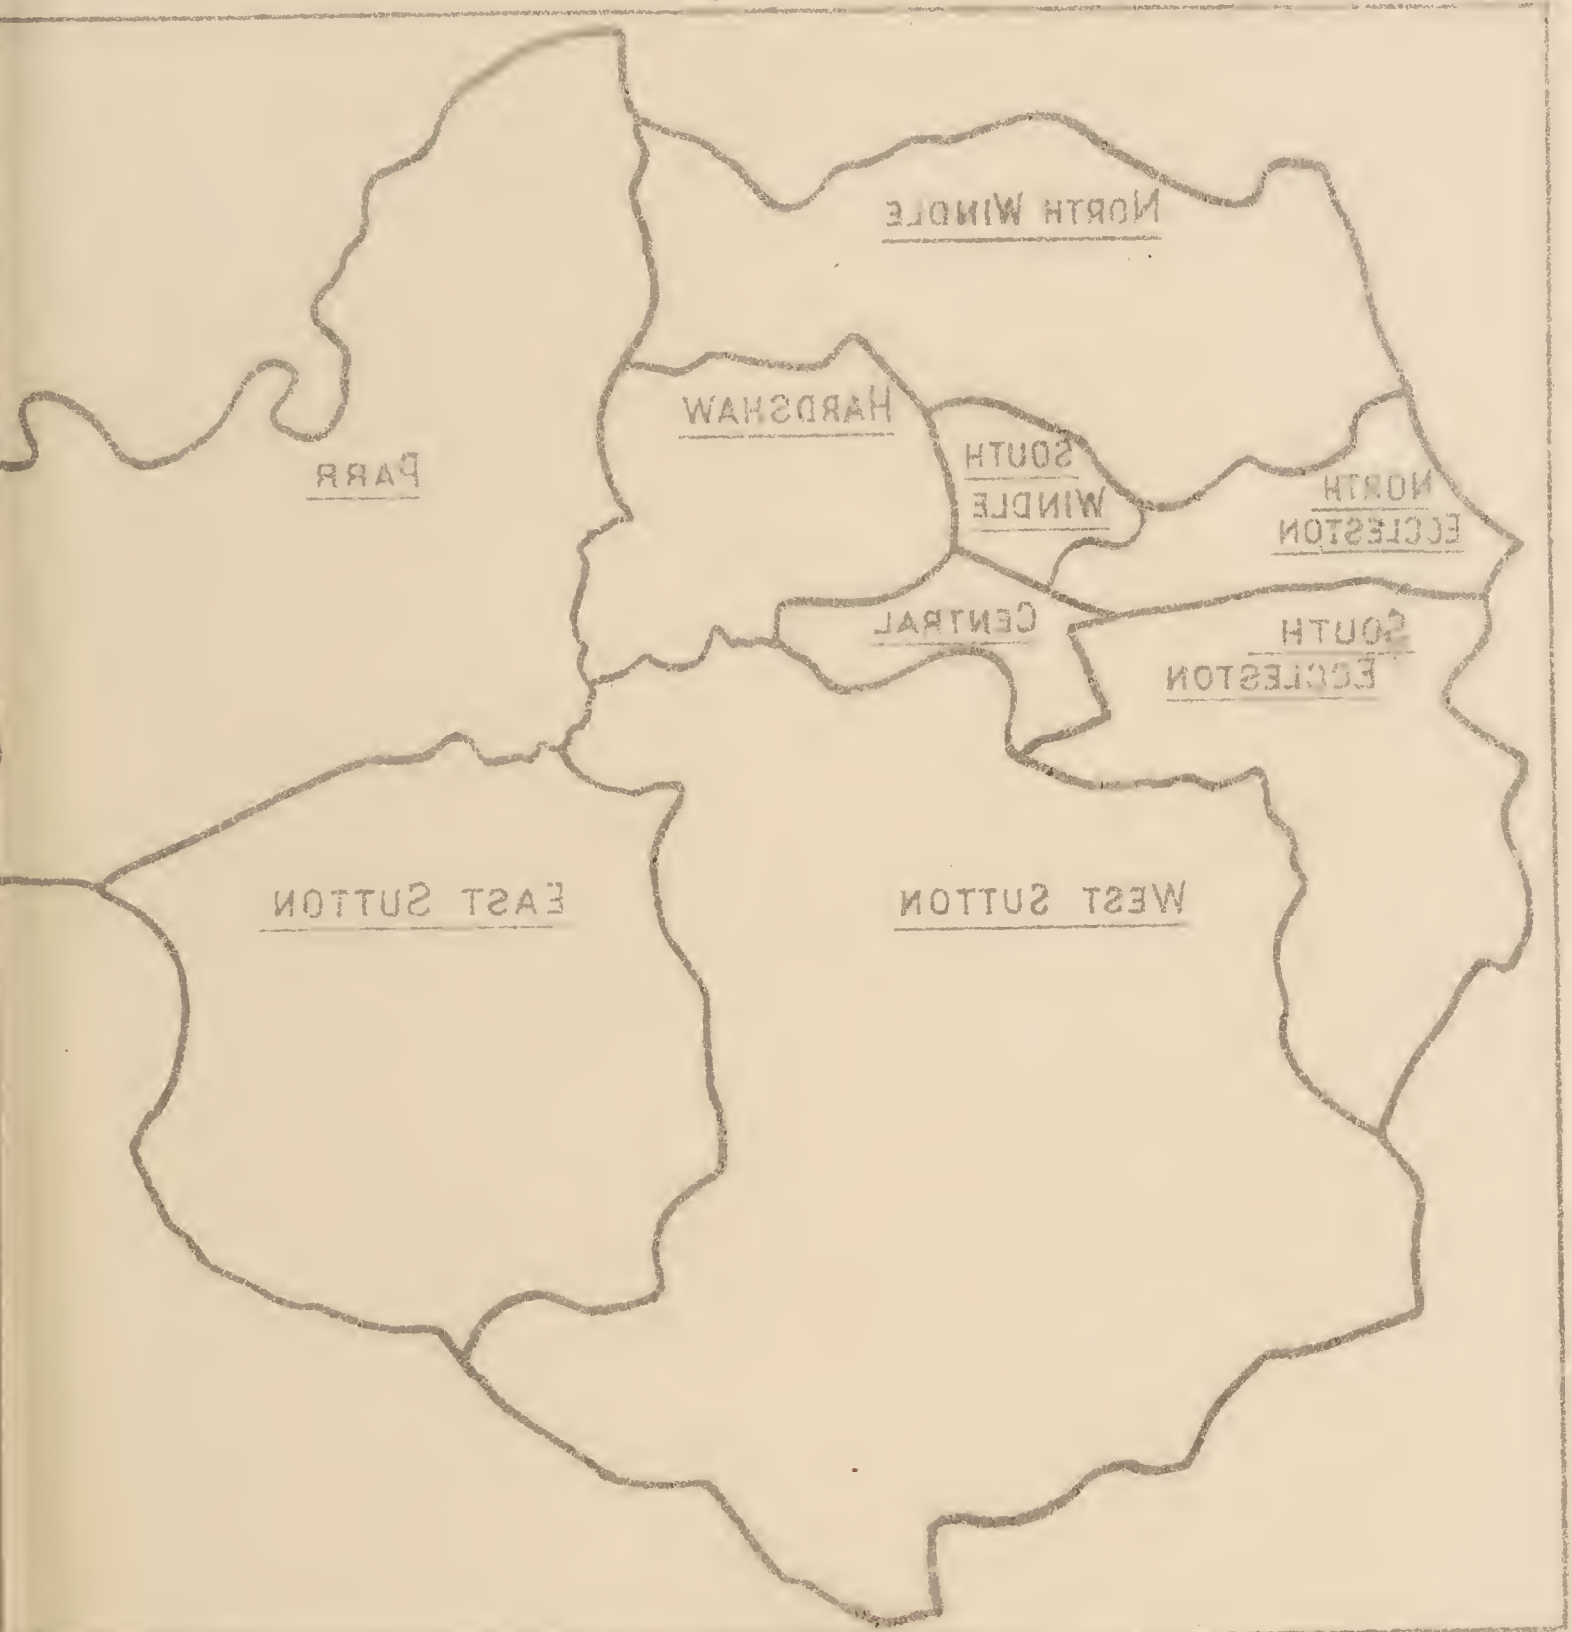 NORTH WINDLE
HARDSHAW
SOUTH
WINDLE
PARR
NORTH
ECCLESTON
CENTRAL
SOUTH
ECCLESTON
EAST SUTTON
WEST SUTTON